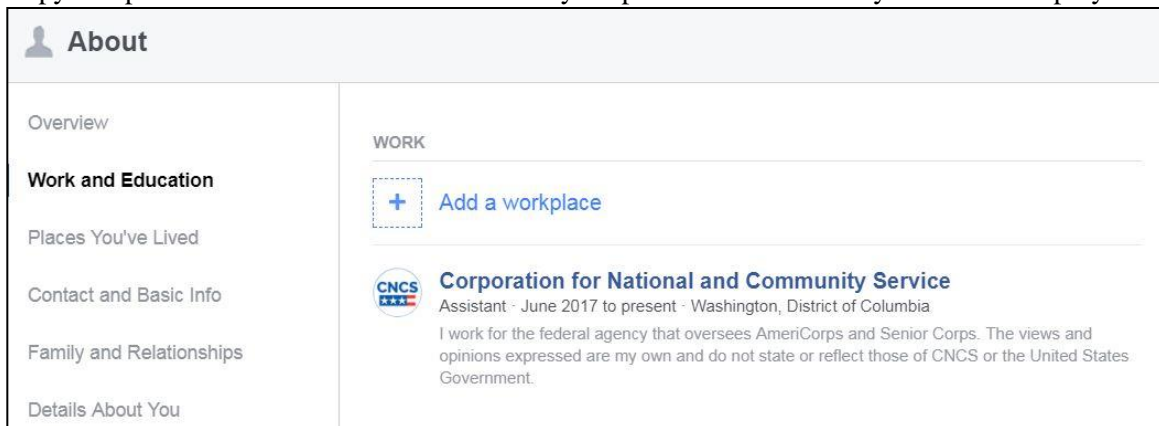 About
Overview
Work and Education
Places You've Lived
Contact and Basic Info
Family and Relationships
Details About You
WORK
+ Add a workplace
CNCS
Corporation for National and Community Service
Assistant · June 2017 to present · Washington, District of Columbia
I work for the federal agency that oversees AmeriCorps and Senior Corps. The views and
opinions expressed are my own and do not state or reflect those of CNCS or the United States
Government.